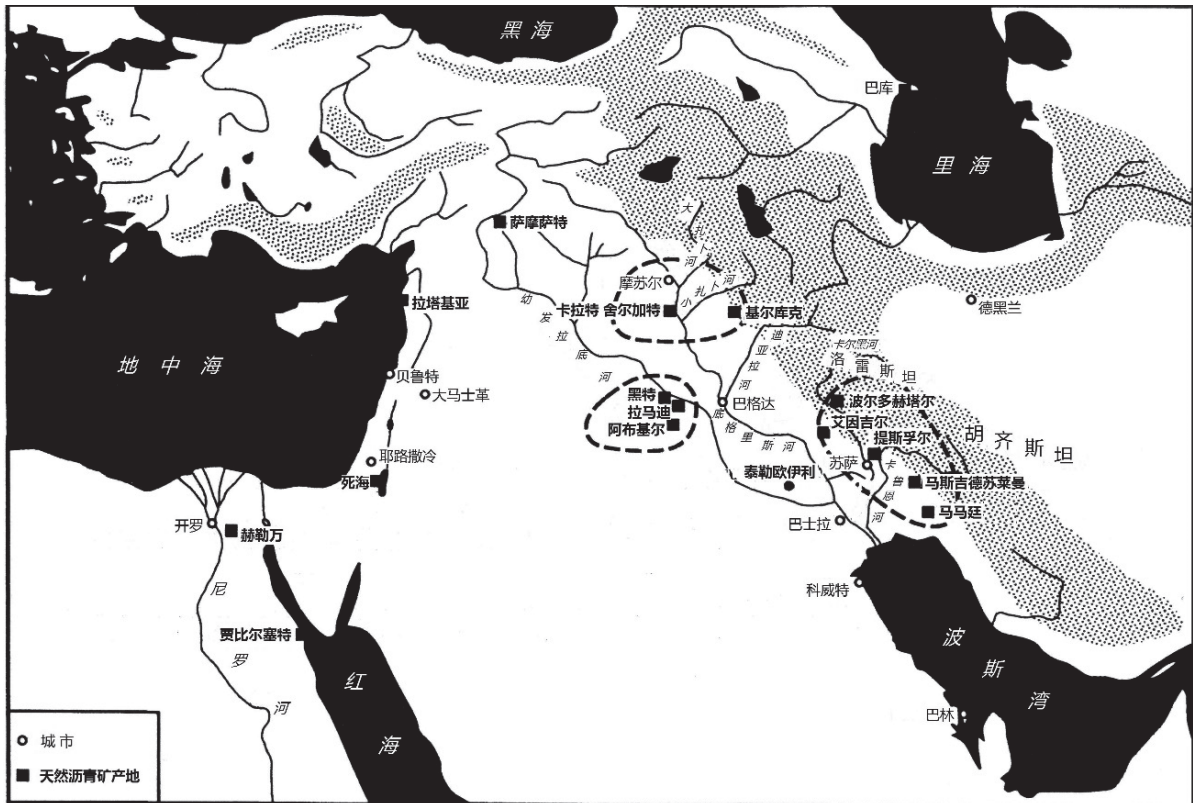 黑海
巴库
里海
大扎卜河
萨摩萨特
摩苏尔
小扎卜河
拉塔基亚
幼发拉底河
卡拉特 舍尔加特
基尔库克
德黑兰
迪亚拉河
卡尔黑河
洛雷斯坦
地中海
贝鲁特
大马士革
黑特
拉马迪
阿布基尔
巴格达
底格里斯河
波尔多赫塔尔
艾因吉尔
提斯孚尔
胡齐斯坦
耶路撒冷
死海
泰勒欧伊利
苏萨
卡鲁恩河
马斯吉德苏莱曼
马马廷
开罗
赫勒万
巴士拉
尼罗河
科威特
贾比尔塞特
红海
波斯湾
巴林
城市
天然沥青矿产地